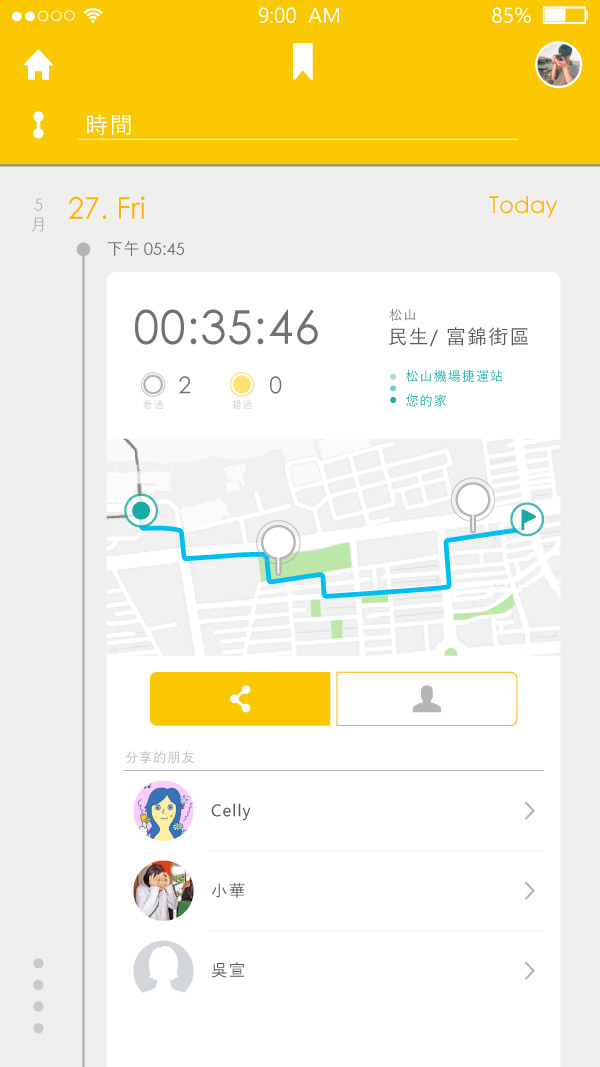 9:00 AM
85%
時間
5月
27. Fri
Today
下午 05:45
00:35:46
松山
民生/ 富錦街區
2
0
看過
錯過
松山機場捷運站
您的家
分享的朋友
Celly
小華
吳宣